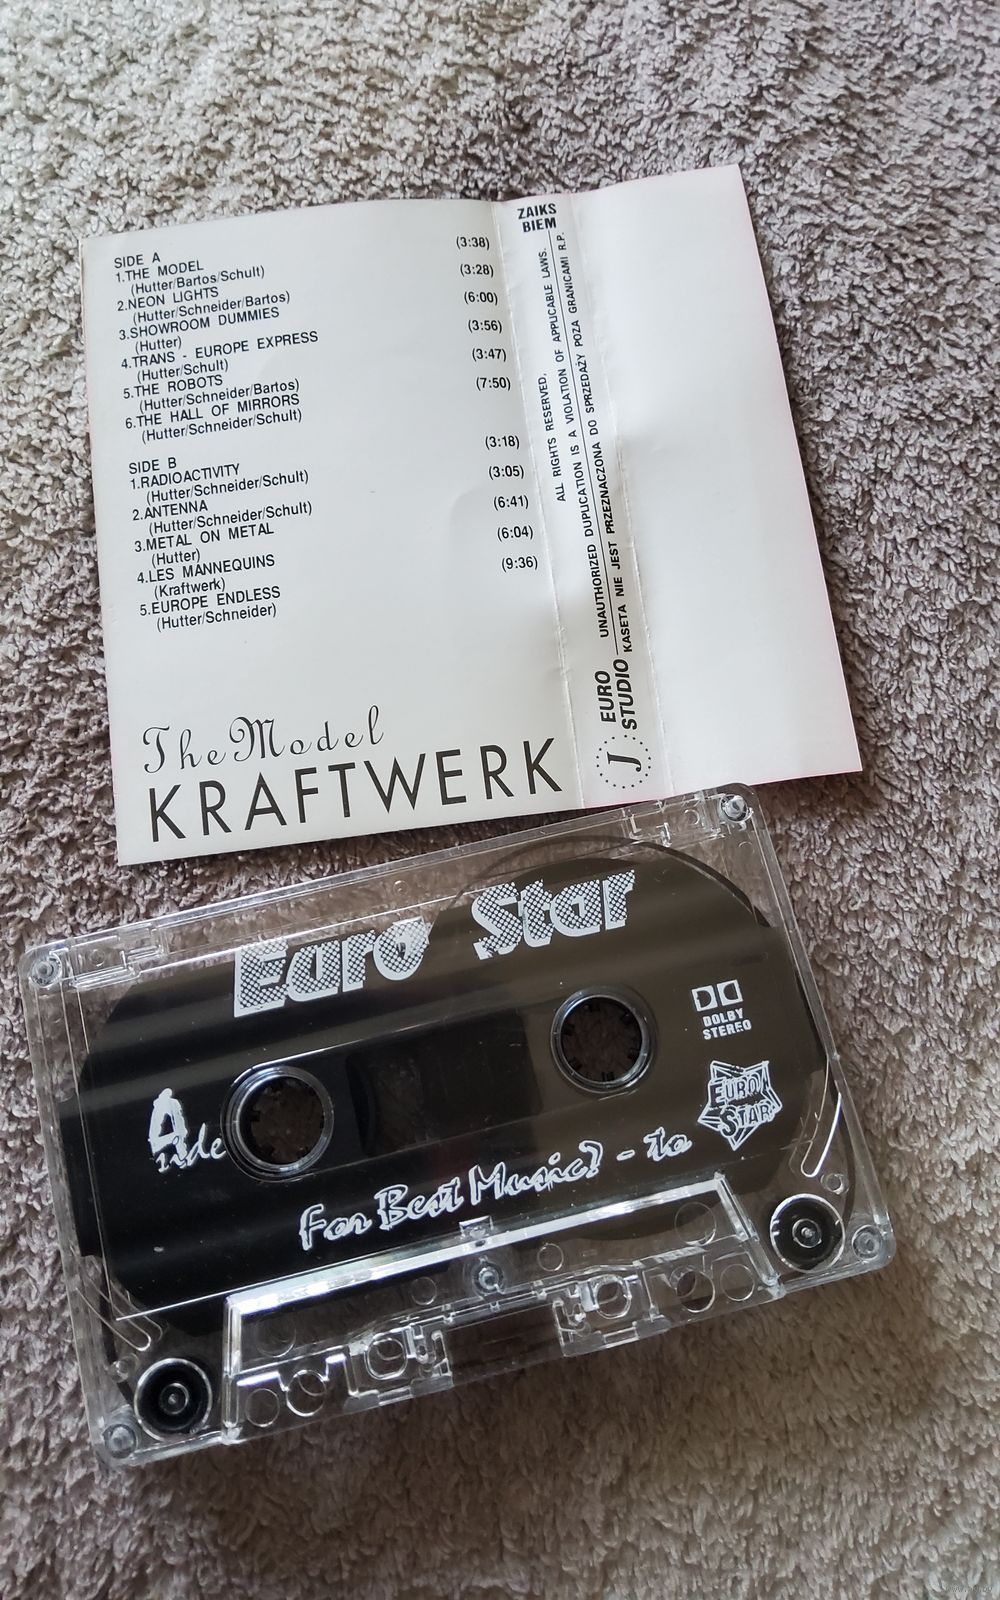 SIDE A
1.THE MODEL (3:38)
(Hutter/Bartos/Schult)
2.NEON LIGHTS (3:28)
(Hutter/Schneider/Bartos)
3.SHOWROOM DUMMIES (6:00)
(Hutter)
4.TRANS - EUROPE EXPRESS (3:56)
(Hutter/Schult)
5.THE ROBOTS (3:47)
(Hutter/Schneider/Bartos)
6.THE HALL OF MIRRORS (7:50)
(Hutter/Schneider/Schult)
SIDE B
1.RADIOACTIVITY (3:18)
(Hutter/Schneider/Schult)
2.ANTENNA (3:05)
(Hutter/Schneider/Schult)
3.METAL ON METAL (6:41)
(Hutter)
4.LES MANNEQUINS (6:04)
(Kraftwerk)
5.EUROPE ENDLESS (9:36)
(Hutter/Schneider)
The Model
KRAFTWERK
ZAIKS
BIEM
ALL RIGHTS RESERVED,
UNAUTHORIZED DUPUCATION IS A VIOLATION OF APPLICABLE LAWS.
KASETA NIE JEST PRZEZNACZONA DO SPRZEDAŻY POZA GRANICAMI R.P.
EURO
STUDIO
J
Euro Star
DOLBY
STEREO
A side
EURO
STAR
For Best Music? - to